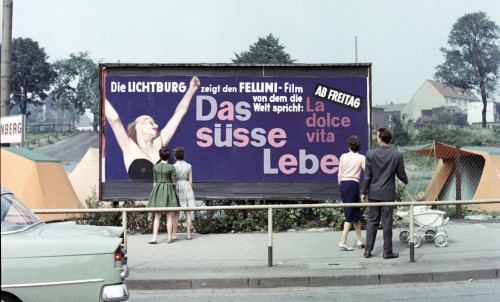 Die LICHTBURG zeigt den FELLINI-Film
von dem die
Welt spricht:
AB FREITAG
Das
süsse
Leben
La
dolce
vita
NBERG